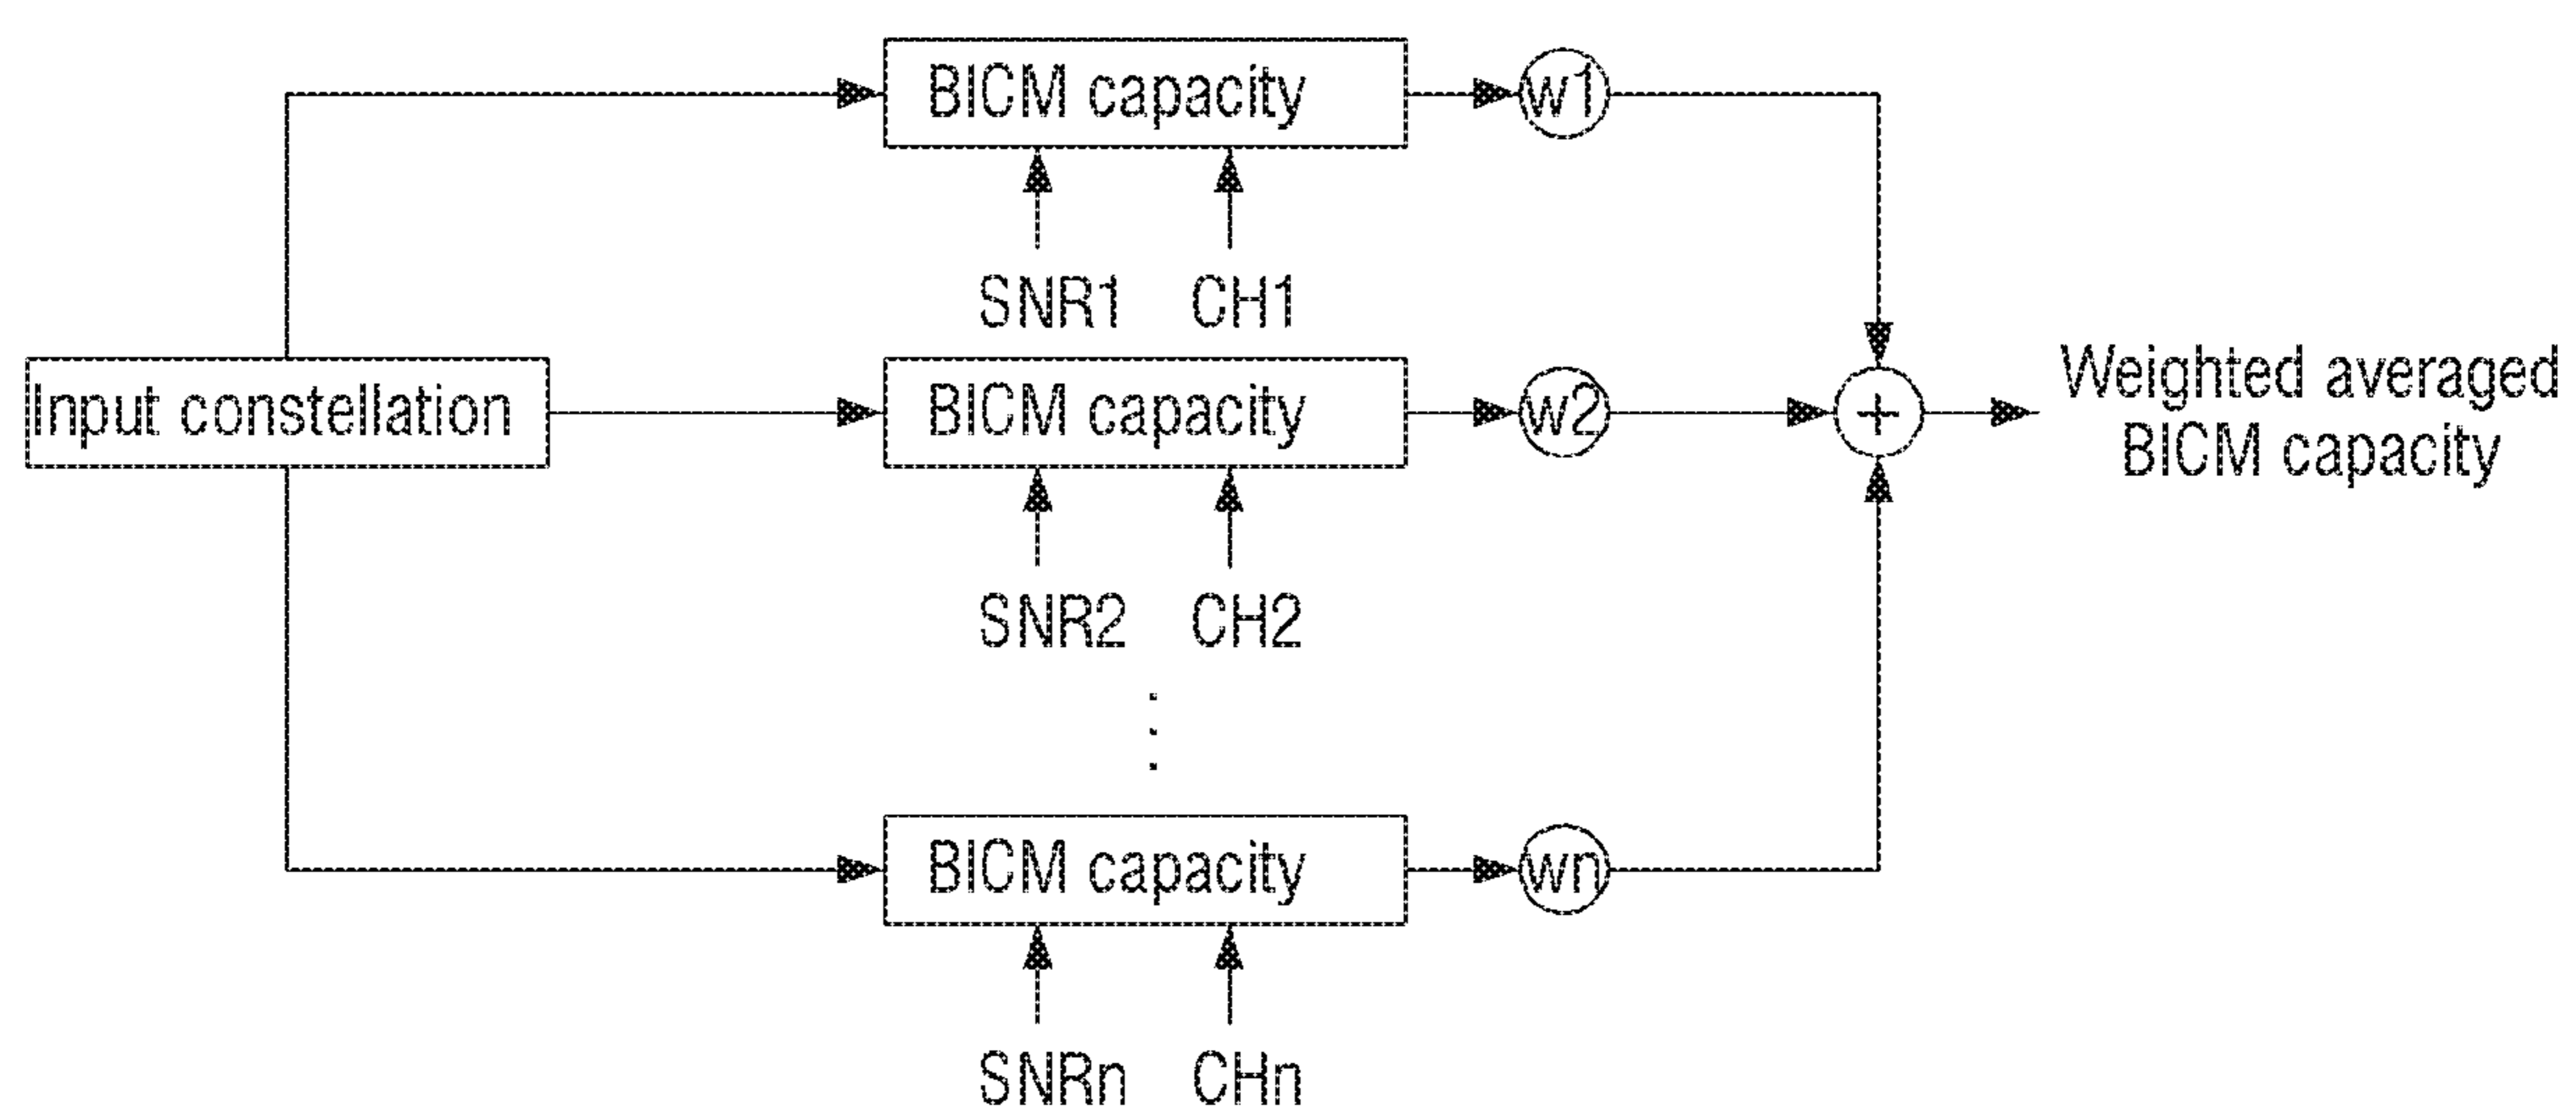 BICM capacity
w1
SNR1 CH1
Input constellation
BICM capacity
w2
+
Weighted averaged
BICM capacity
SNR2 CH2
BICM capacity
wn
SNRn CHn